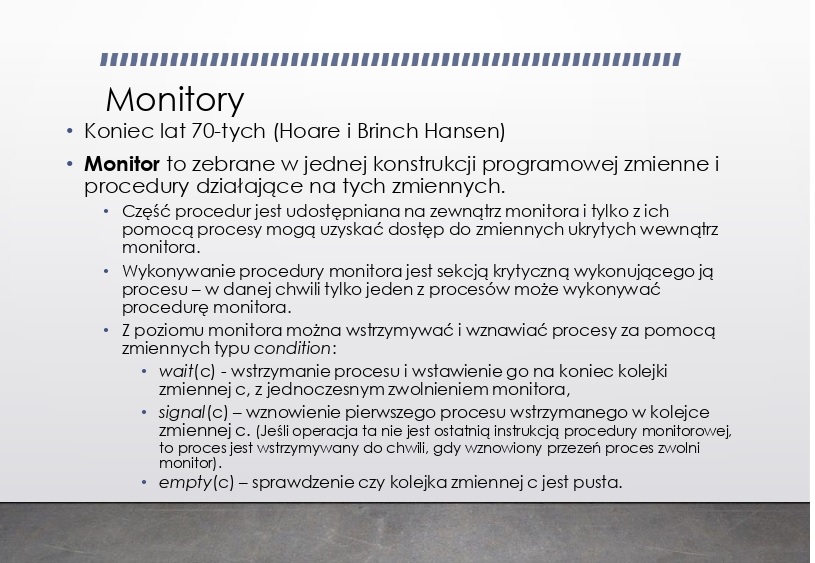 Monitory
• Koniec lat 70-tych (Hoare i Brinch Hansen)
• Monitor to zebrane w jednej konstrukcji programowej zmienne i
procedury działające na tych zmiennych.
• Część procedur jest udostępniana na zewnątrz monitora i tylko z ich
pomocą procesy mogą uzyskać dostęp do zmiennych ukrytych wewnątrz
monitora.
• Wykonywanie procedury monitora jest sekcją krytyczną wykonującego ją
procesu – w danej chwili tylko jeden z procesów może wykonywać
procedurę monitora.
• Z poziomu monitora można wstrzymywać i wznawiać procesy za pomocą
zmiennych typu condition:
• wait(c) - wstrzymanie procesu i wstawienie go na koniec kolejki
zmiennej c, z jednoczesnym zwolnieniem monitora,
• signal(c) – wznowienie pierwszego procesu wstrzymanego w kolejce
zmiennej c. (Jeśli operacja ta nie jest ostatnią instrukcją procedury monitorowej,
to proces jest wstrzymywany do chwili, gdy wznowiony przezeń proces zwolni
monitor).
• empty(c) – sprawdzenie czy kolejka zmiennej c jest pusta.